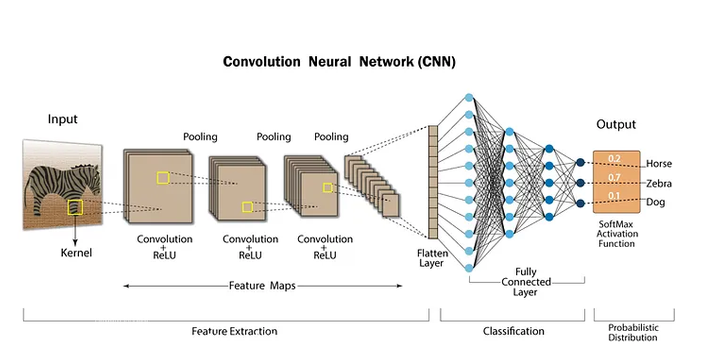 Convolution Neural Network (CNN)
Input
Pooling
Pooling
Pooling
Output
0.2
Horse
0.7
Zebra
0.1
Dog
Kernel
Convolution
+
ReLU
Convolution
+
ReLU
Convolution
+
ReLU
Flatten
Layer
SoftMax
Activation
Function
Feature Maps
Fully
Connected
Layer
Feature Extraction
Classification
Probabilistic
Distribution